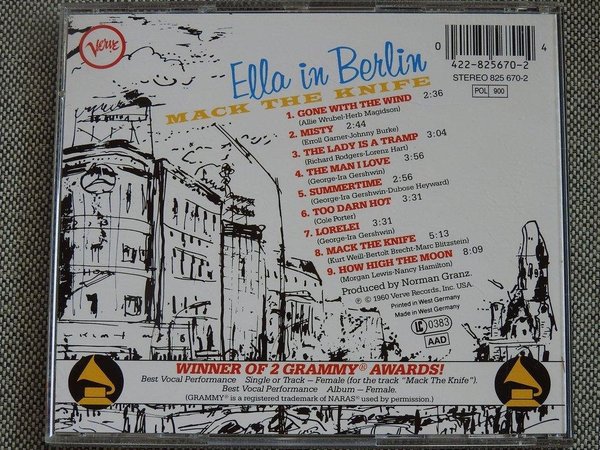 Verve
Ella in Berlin
MACK THE KNIFE
0 422-825670-2 4
STEREO 825 670-2
POL 900
1. GONE WITH THE WIND 2:36
(Allie Wrubel-Herb Magidson)
2. MISTY 2:44
(Erroll Garner-Johnny Burke)
3. THE LADY IS A TRAMP 3:04
(Richard Rodgers-Lorenz Hart)
4. THE MAN I LOVE 3:56
(George-Ira Gershwin)
5. SUMMERTIME 2:56
(George-Ira Gershwin-Dubose Heyward)
6. TOO DARN HOT 3:31
(Cole Porter)
7. LORELEI 3:31
(George-Ira Gershwin)
8. MACK THE KNIFE 5:13
(Kurt Weill-Bertolt Brecht-Marc Blitzstein)
9. HOW HIGH THE MOON 8:09
(Morgan Lewis-Nancy Hamilton)
Produced by Norman Granz.
℗ © 1960 Verve Records, Inc. USA.
Printed in West Germany
Made in West Germany
LC 0383
AAD
WINNER OF 2 GRAMMY® AWARDS!
Best Vocal Performance Single or Track – Female (for the track "Mack The Knife").
Best Vocal Performance Album – Female.
(GRAMMY® is a registered trademark of NARAS® used by permission.)